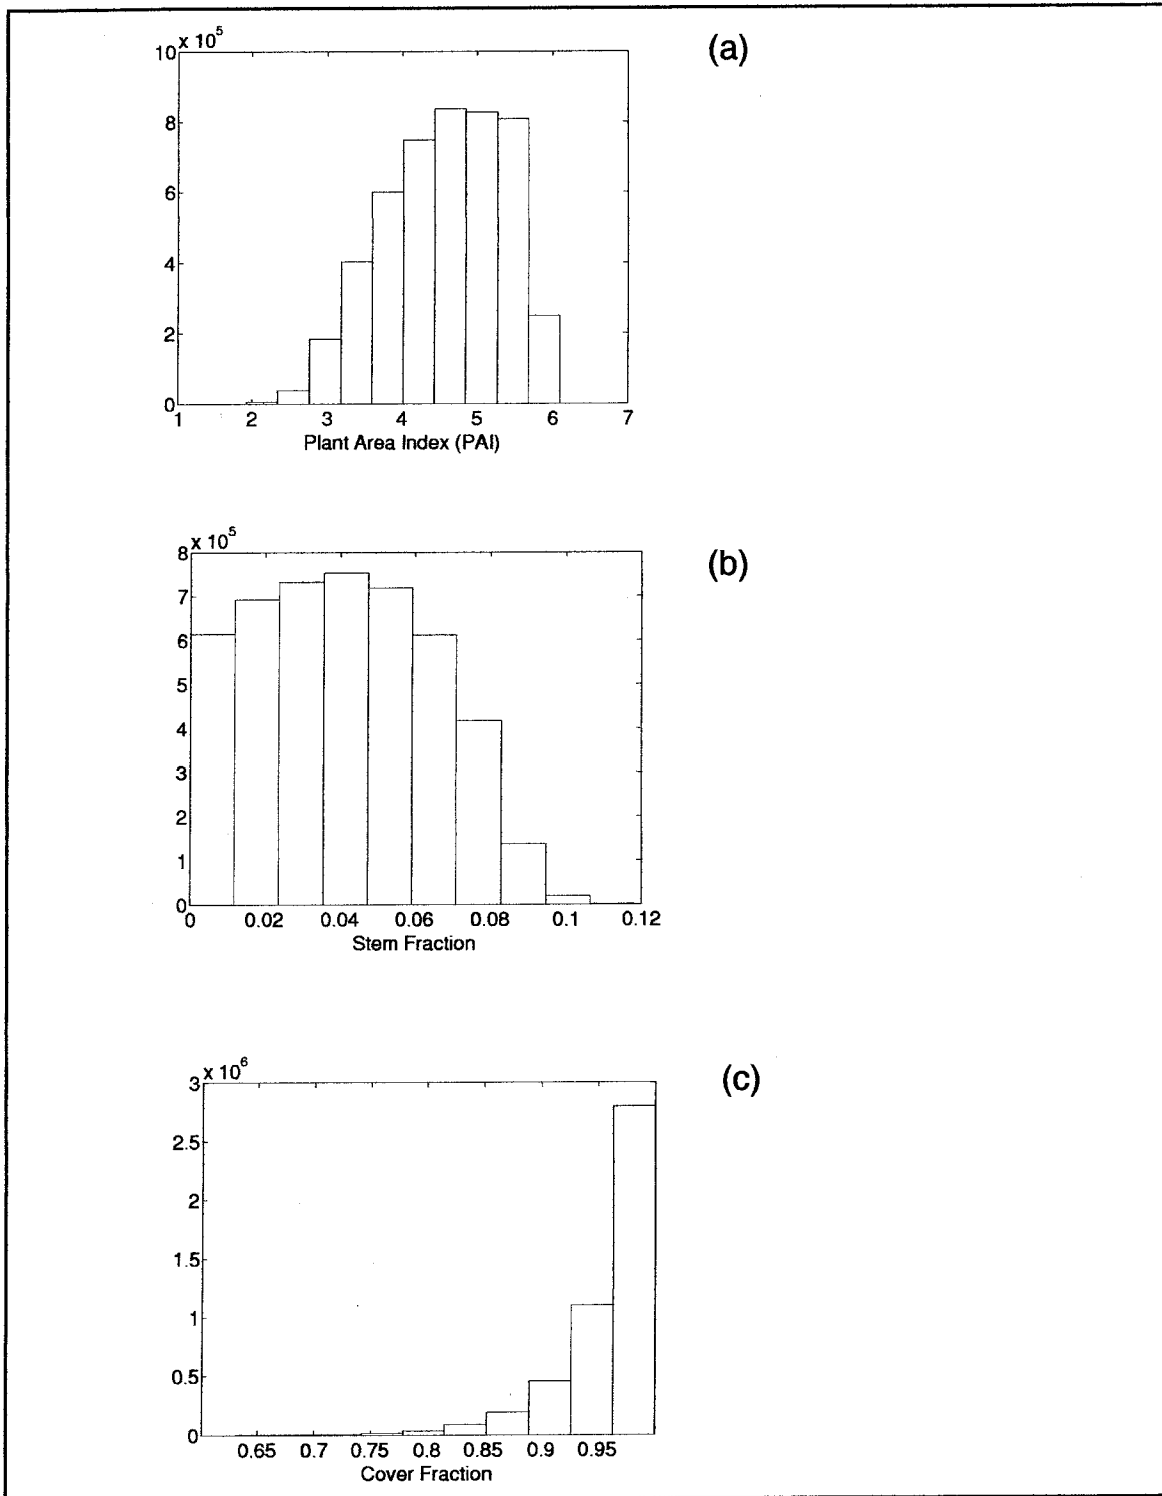 (a)
10 x 10^5
8
6
4
2
0
1 2 3 4 5 6 7
Plant Area Index (PAI)
(b)
8 x 10^5
7
6
5
4
3
2
1
0
0 0.02 0.04 0.06 0.08 0.1 0.12
Stem Fraction
(c)
3 x 10^6
2.5
2
1.5
1
0.5
0
0.65 0.7 0.75 0.8 0.85 0.9 0.95
Cover Fraction